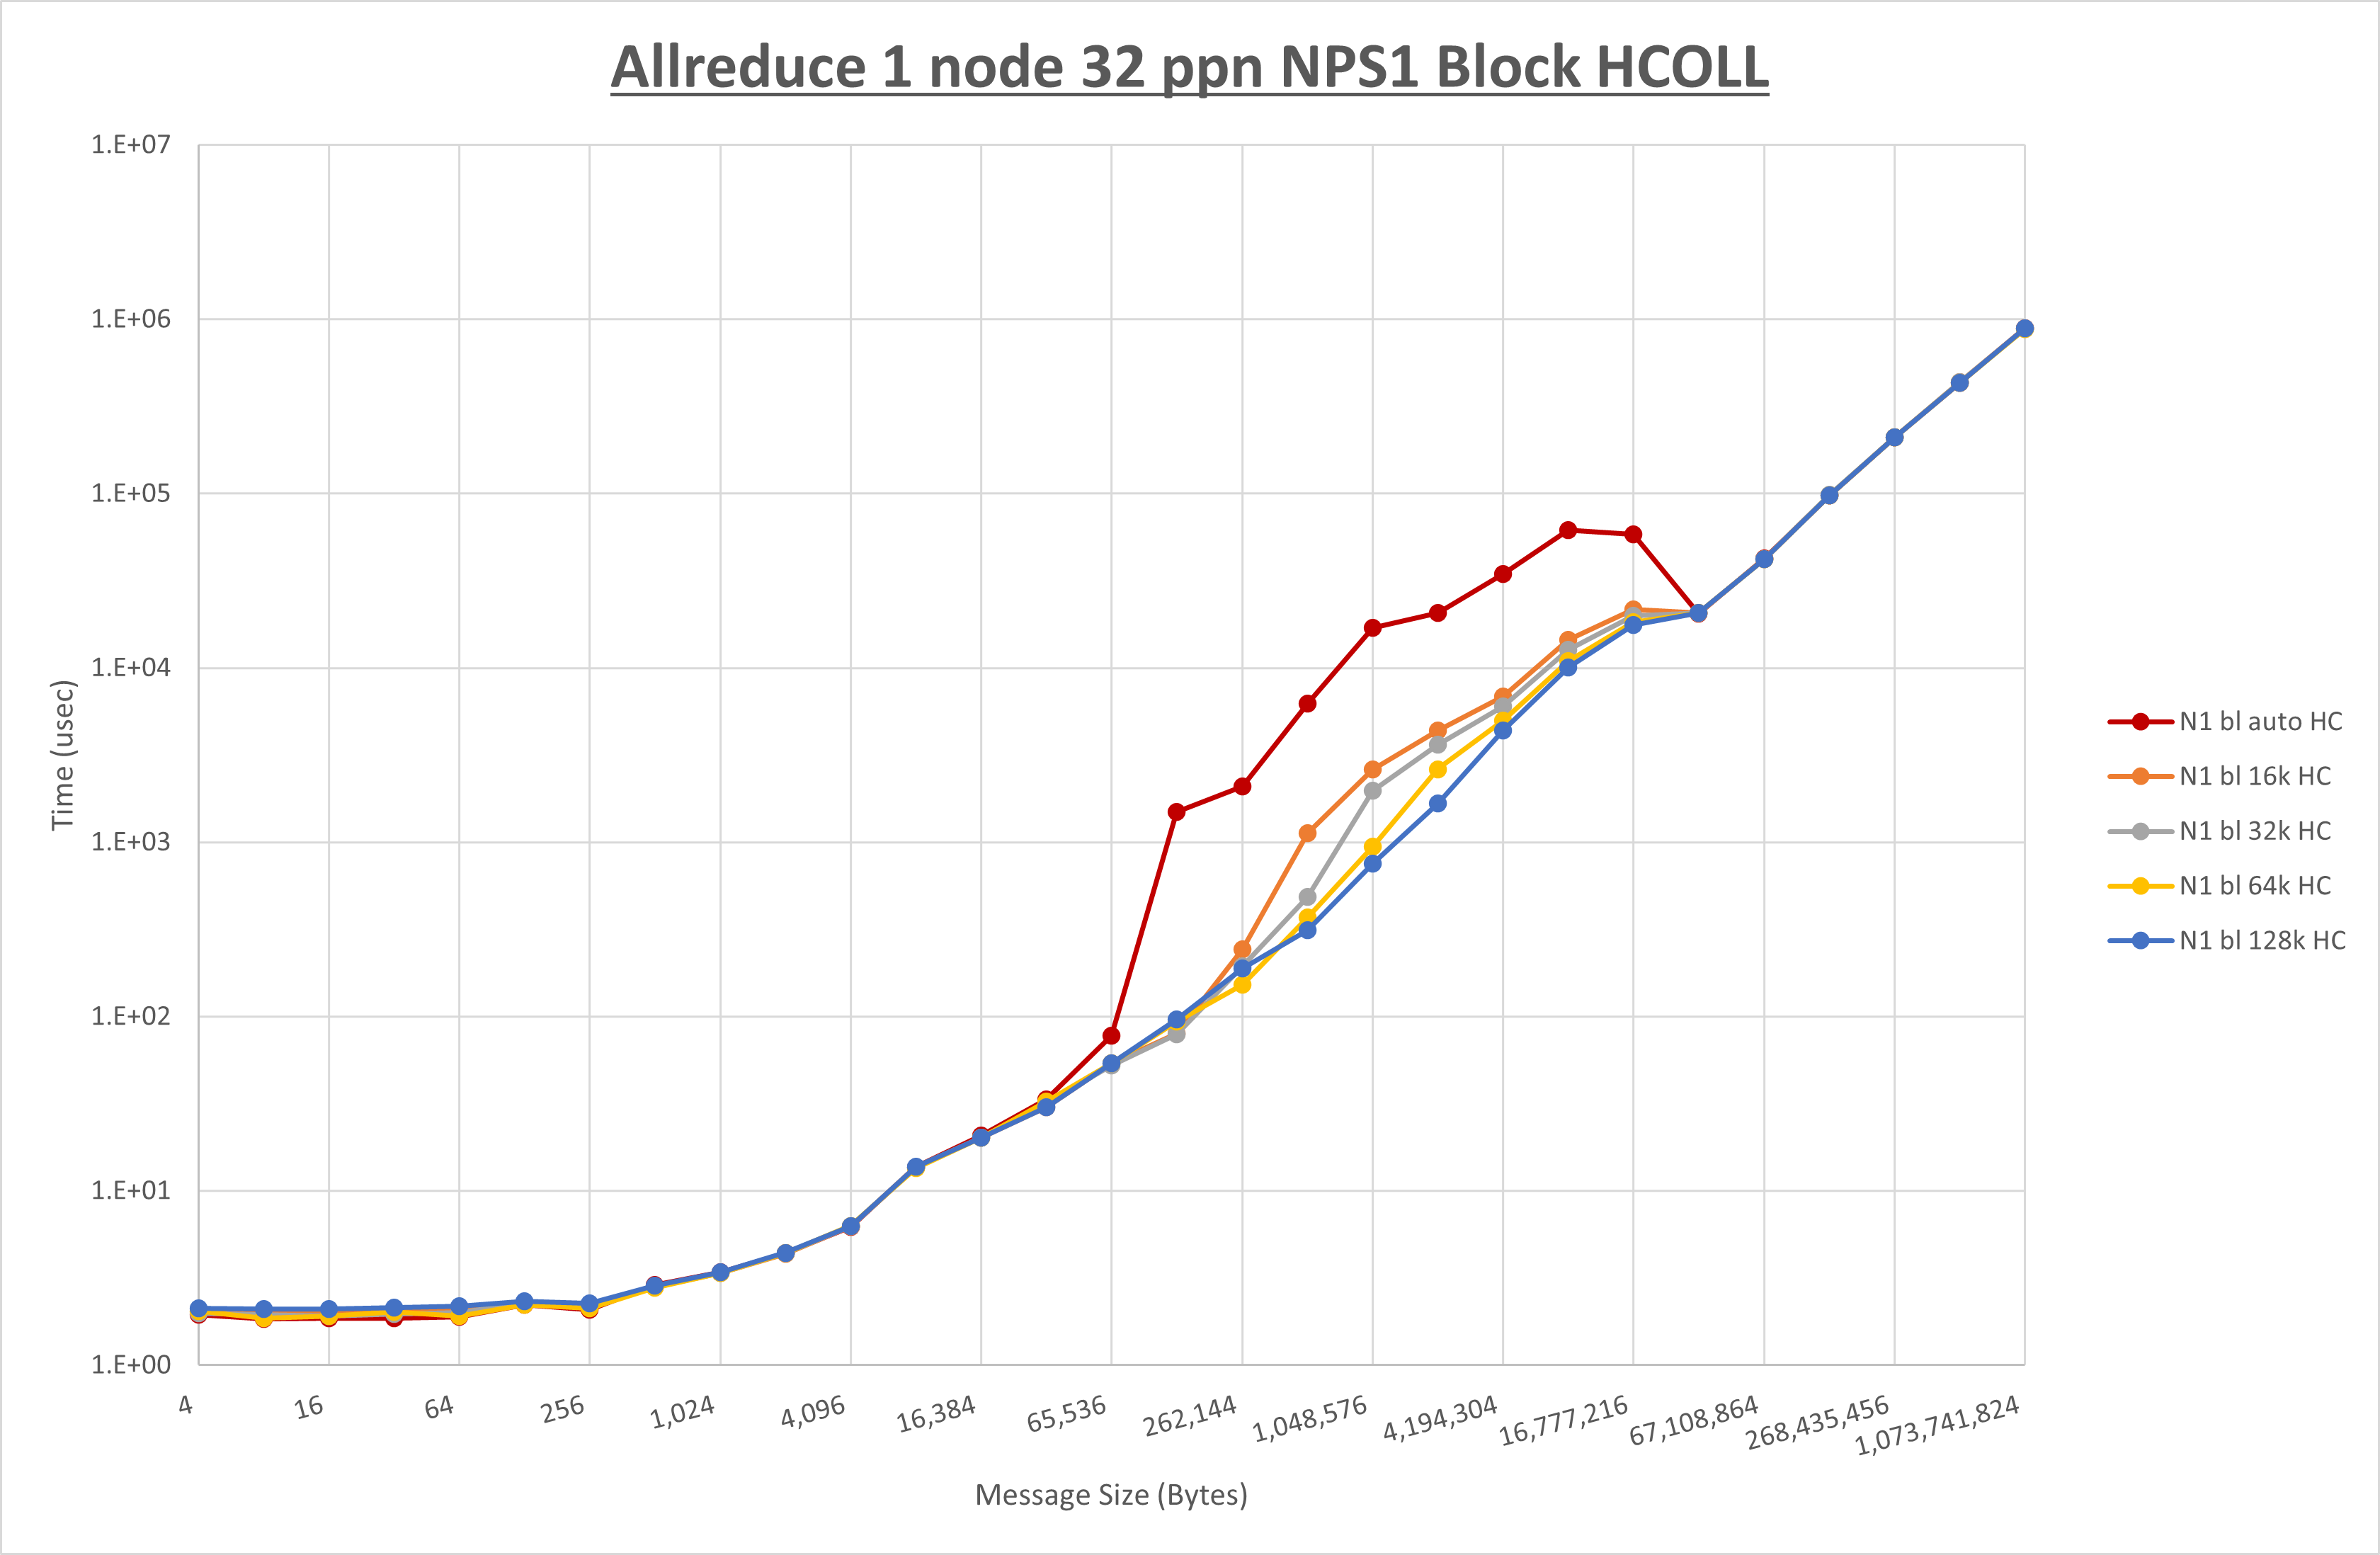 Allreduce 1 node 32 ppn NPS1 Block HCOLL
1.E+07
1.E+06
1.E+05
1.E+04
1.E+03
1.E+02
1.E+01
1.E+00
Time (usec)
4
16
64
256
1,024
4,096
16,384
65,536
262,144
1,048,576
4,194,304
16,777,216
67,108,864
268,435,456
1,073,741,824
Message Size (Bytes)
N1 bl auto HC
N1 bl 16k HC
N1 bl 32k HC
N1 bl 64k HC
N1 bl 128k HC